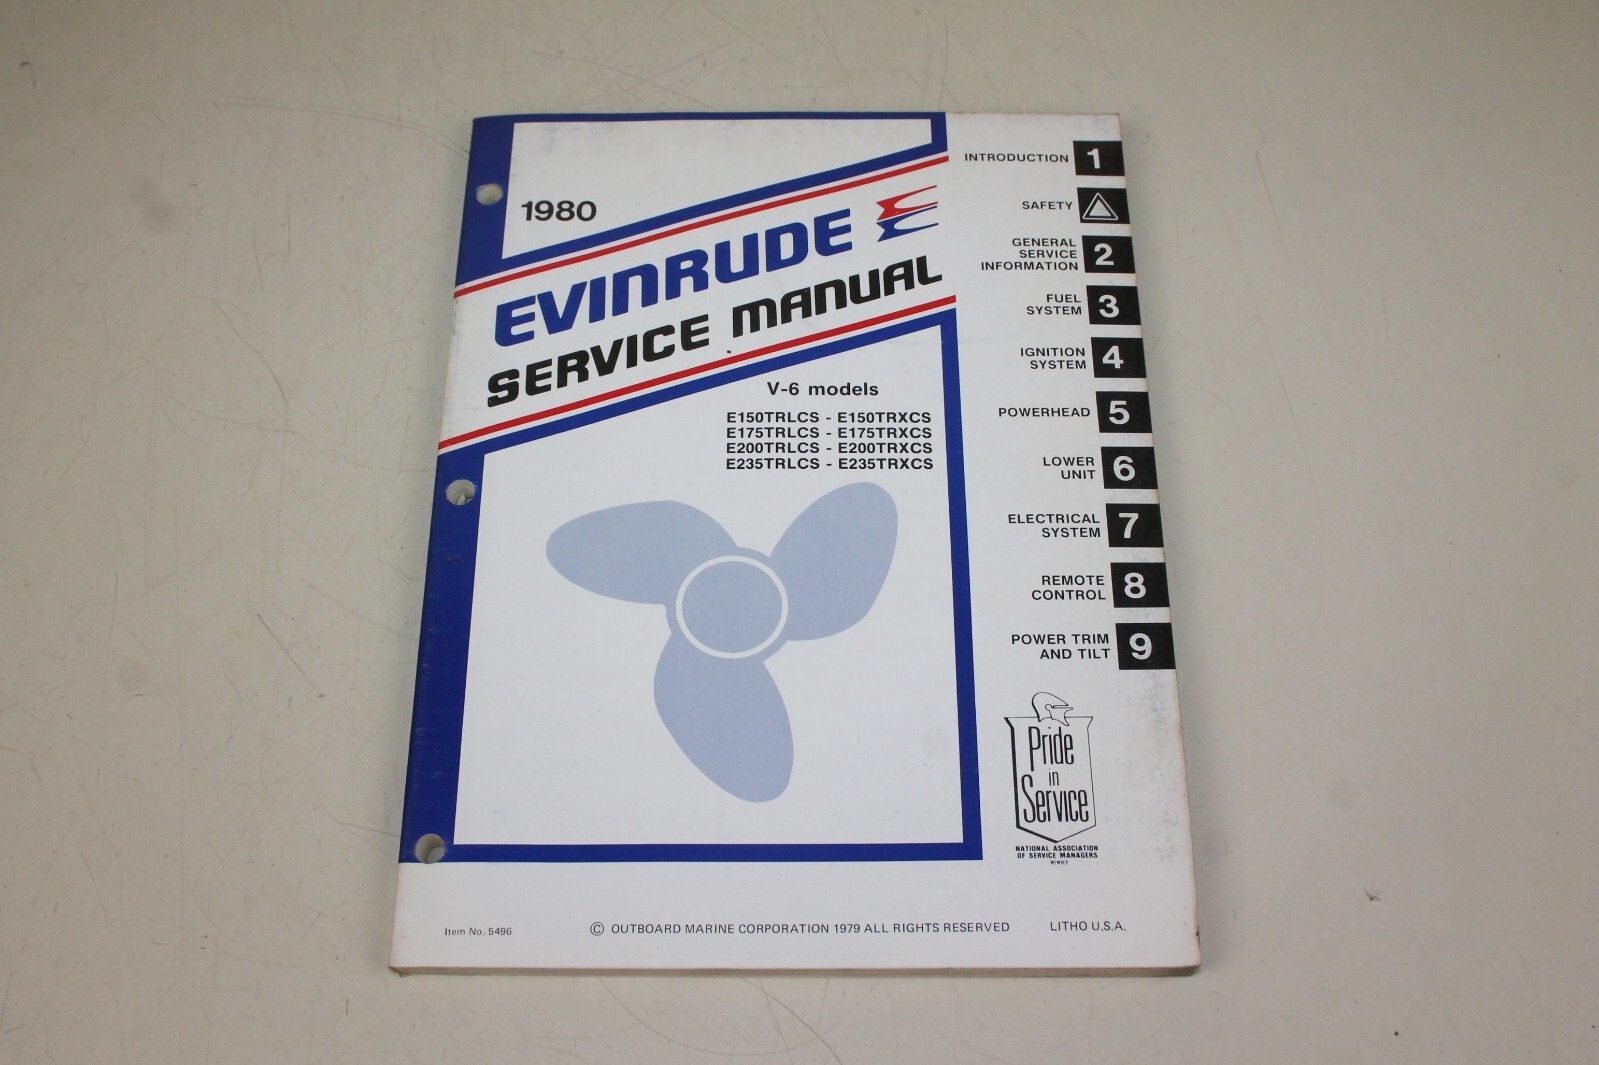 1980
EVINRUDE
SERVICE MANUAL
V-6 models
E150TRLCS - E150TRXCS
E175TRLCS - E175TRXCS
E200TRLCS - E200TRXCS
E235TRLCS - E235TRXCS
INTRODUCTION 1
SAFETY
GENERAL
SERVICE
INFORMATION 2
FUEL
SYSTEM 3
IGNITION
SYSTEM 4
POWERHEAD 5
LOWER
UNIT 6
ELECTRICAL
SYSTEM 7
REMOTE
CONTROL 8
POWER TRIM
AND TILT 9
Pride
in
Service
NATIONAL ASSOCIATION
OF SERVICE MANAGERS
MEMBER
Item No. 5496
© OUTBOARD MARINE CORPORATION 1979 ALL RIGHTS RESERVED
LITHO U.S.A.